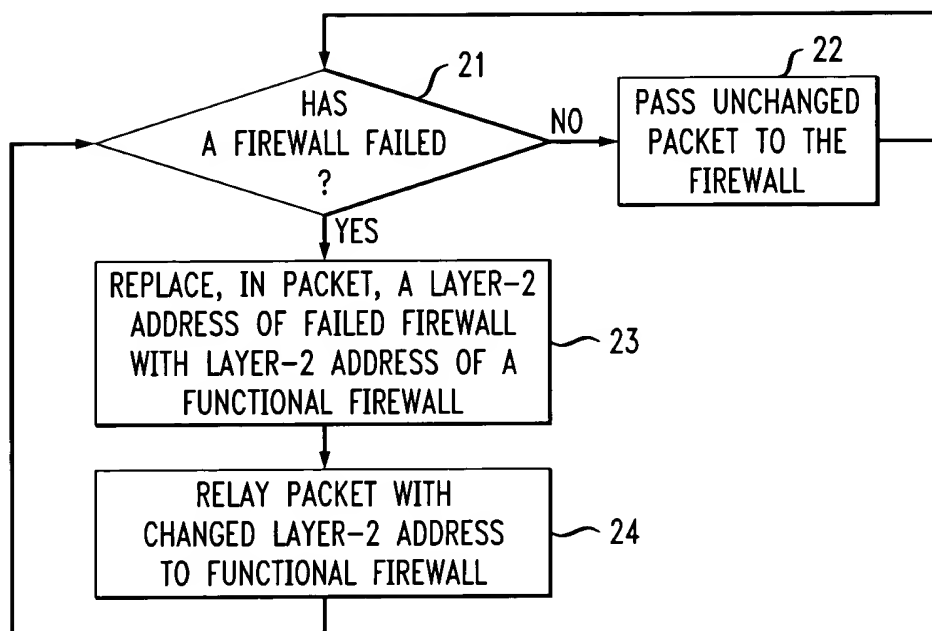 21
HAS
A FIREWALL FAILED
?
NO
22
PASS UNCHANGED
PACKET TO THE
FIREWALL
YES
REPLACE, IN PACKET, A LAYER-2
ADDRESS OF FAILED FIREWALL
WITH LAYER-2 ADDRESS OF A
FUNCTIONAL FIREWALL
23
RELAY PACKET WITH
CHANGED LAYER-2 ADDRESS
TO FUNCTIONAL FIREWALL
24